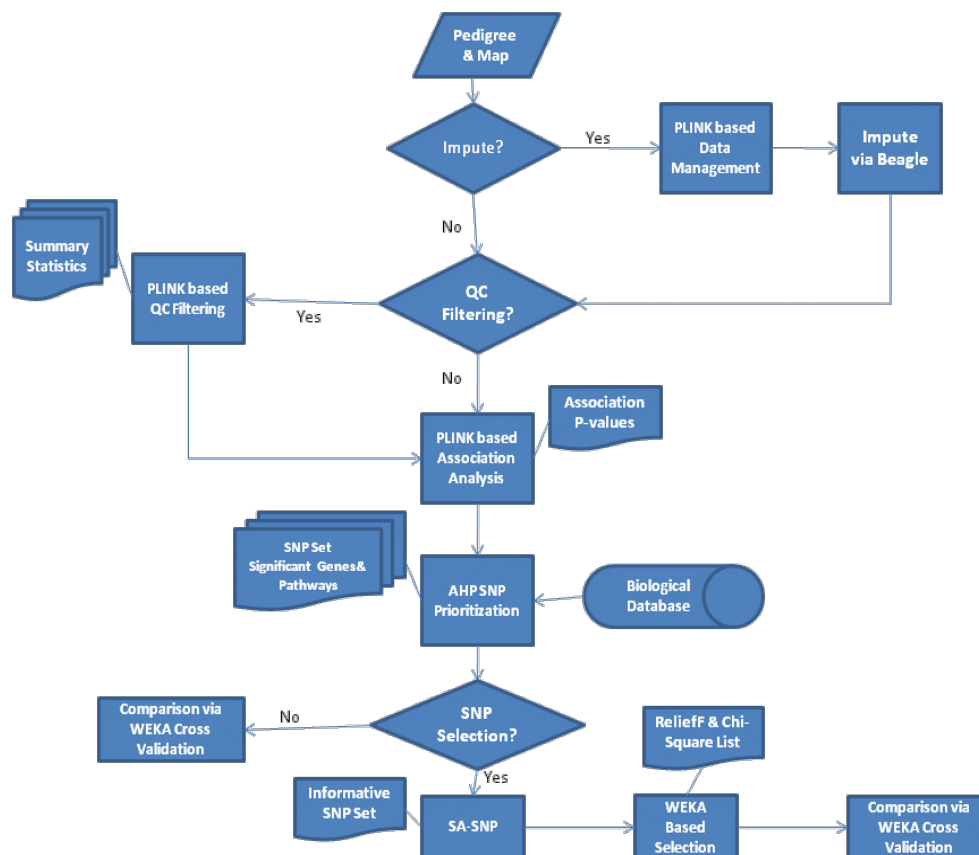 Pedigree
& Map
Impute?
Yes
PLINK based
Data
Management
Impute
via Beagle
No
Summary
Statistics
PLINK based
QC Filtering
Yes
QC
Filtering?
No
Association
P-values
PLINK based
Association
Analysis
SNP Set
Significant Genes&
Pathways
AHP SNP
Prioritization
Biological
Database
Comparison via
WEKA Cross
Validation
No
SNP
Selection?
ReliefF & Chi-
Square List
Yes
Informative
SNP Set
SA-SNP
WEKA
Based
Selection
Comparison via
WEKA Cross
Validation